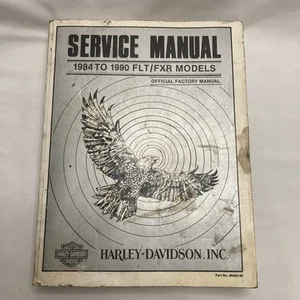 SERVICE MANUAL
1984 TO 1990 FLT/FXR MODELS
OFFICIAL FACTORY MANUAL
HARLEY-DAVIDSON, INC.